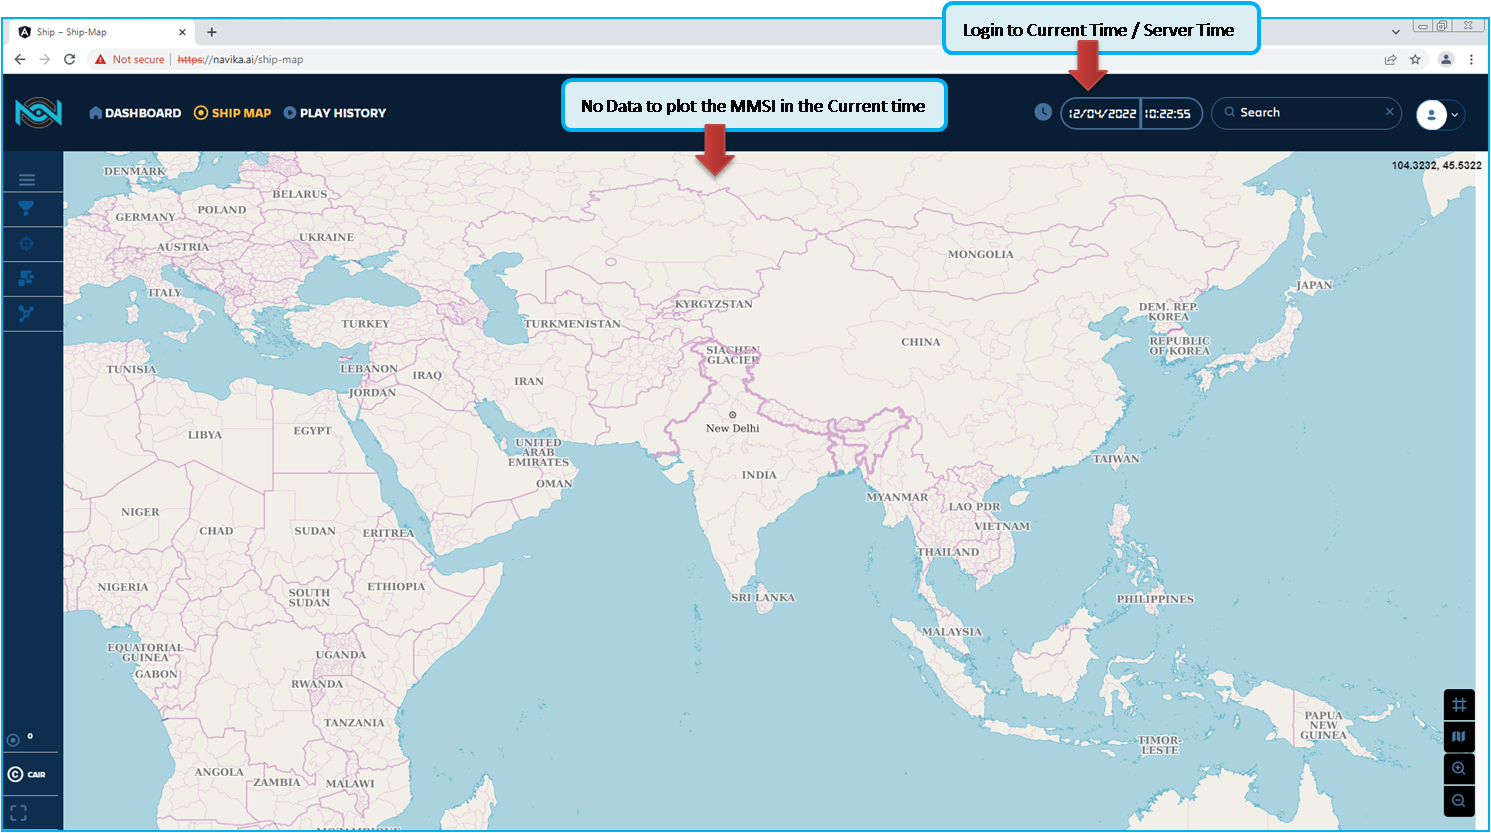 Login to Current Time / Server Time
Ship – Ship-Map
Not secure
https://navika.ai/ship-map
No Data to plot the MMSI in the Current time
DASHBOARD
SHIP MAP
PLAY HISTORY
12/04/2022
10:22:55
Search
104.3232, 45.5322
DENMARK
BELARUS
POLAND
GERMANY
UKRAINE
AUSTRIA
MONGOLIA
ITALY
JAPAN
KYRGYZSTAN
DEM. REP.
KOREA
TURKEY
TURKMENISTAN
CHINA
REPUBLIC
OF KOREA
SIACHEN
GLACIER
TUNISIA
LEBANON
IRAQ
IRAN
JORDAN
New Delhi
LIBYA
EGYPT
UNITED
ARAB
EMIRATES
TAIWAN
INDIA
OMAN
MYANMAR
LAO PDR
NIGER
VIETNAM
CHAD
SUDAN
ERITREA
THAILAND
NIGERIA
ETHIOPIA
SOUTH
SUDAN
SRI LANKA
PHILIPPINES
MALAYSIA
EQUATORIAL
GUINEA
UGANDA
GABON
RWANDA
TANZANIA
PAPUA
NEW
GUINEA
0
TIMOR-
LESTE
© CAIR
ANGOLA
ZAMBIA
MALAWI
MOZAMBIQUE